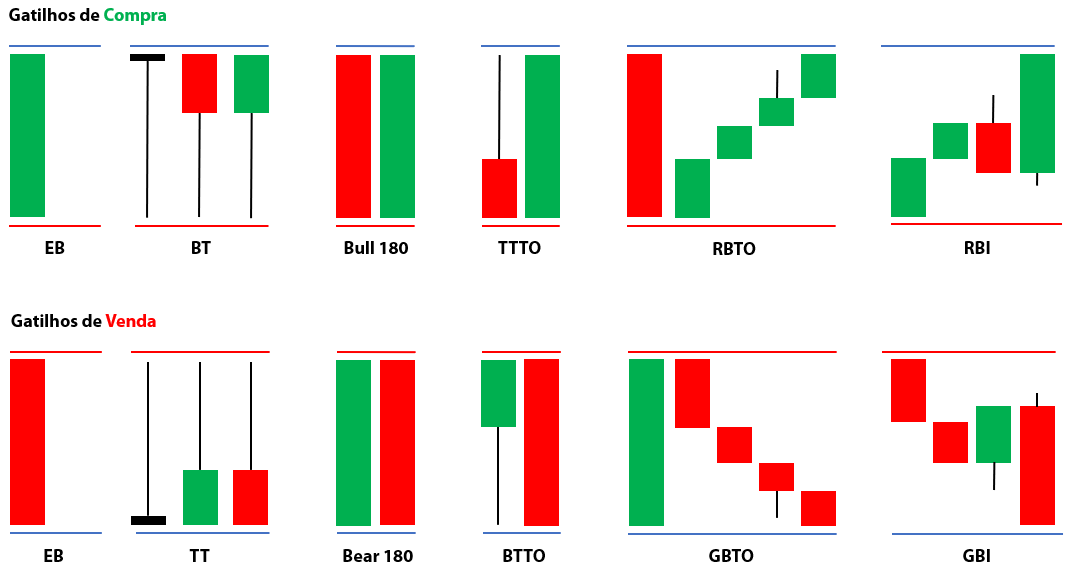 Gatilhos de Compra
EB BT Bull 180 TTTO RBTO RBI
Gatilhos de Venda
EB TT Bear 180 BTTO GBTO GBI